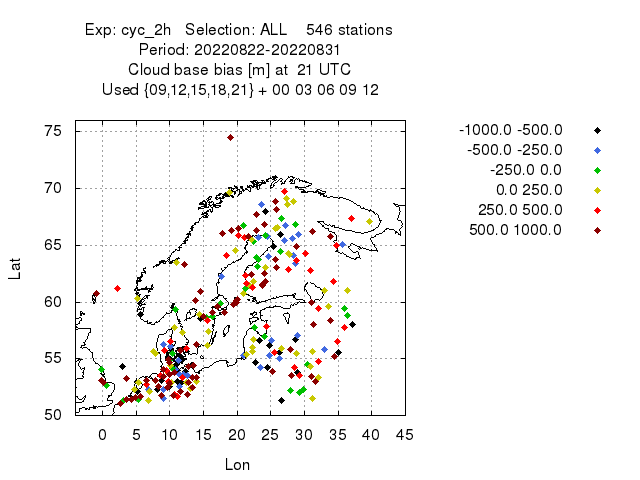 Exp: cyc_2h   Selection: ALL    546 stations
Period: 20220822-20220831
Cloud base bias [m] at  21 UTC
Used {09,12,15,18,21} + 00 03 06 09 12
-1000.0 -500.0
-500.0 -250.0
-250.0 0.0
0.0 250.0
250.0 500.0
500.0 1000.0
75
70
65
60
55
50
Lat
0 5 10 15 20 25 30 35 40 45
Lon